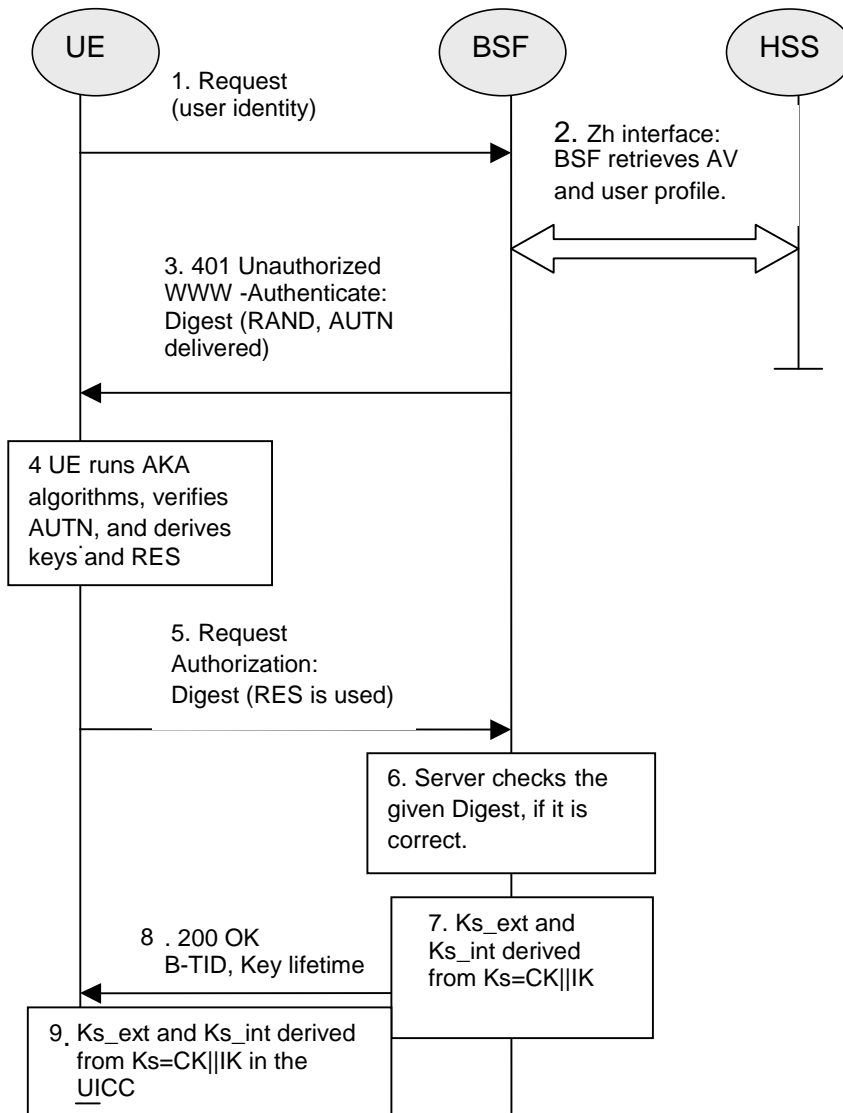 UE
BSF
HSS
1. Request
(user identity)
2. Zh interface:
BSF retrieves AV
and user profile.
3. 401 Unauthorized
WWW -Authenticate:
Digest (RAND, AUTN
delivered)
4 UE runs AKA
algorithms, verifies
AUTN, and derives
keys and RES
5. Request
Authorization:
Digest (RES is used)
6. Server checks the
given Digest, if it is
correct.
7. Ks_ext and
Ks_int derived
from Ks=CK||IK
8 . 200 OK
B-TID, Key lifetime
9. Ks_ext and Ks_int derived
from Ks=CK||IK in the
UICC